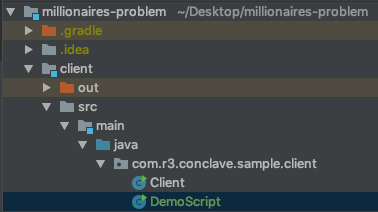 millionaires-problem ~/Desktop/millionaires-problem
.gradle
.idea
client
out
src
main
java
com.r3.conclave.sample.client
Client
DemoScript